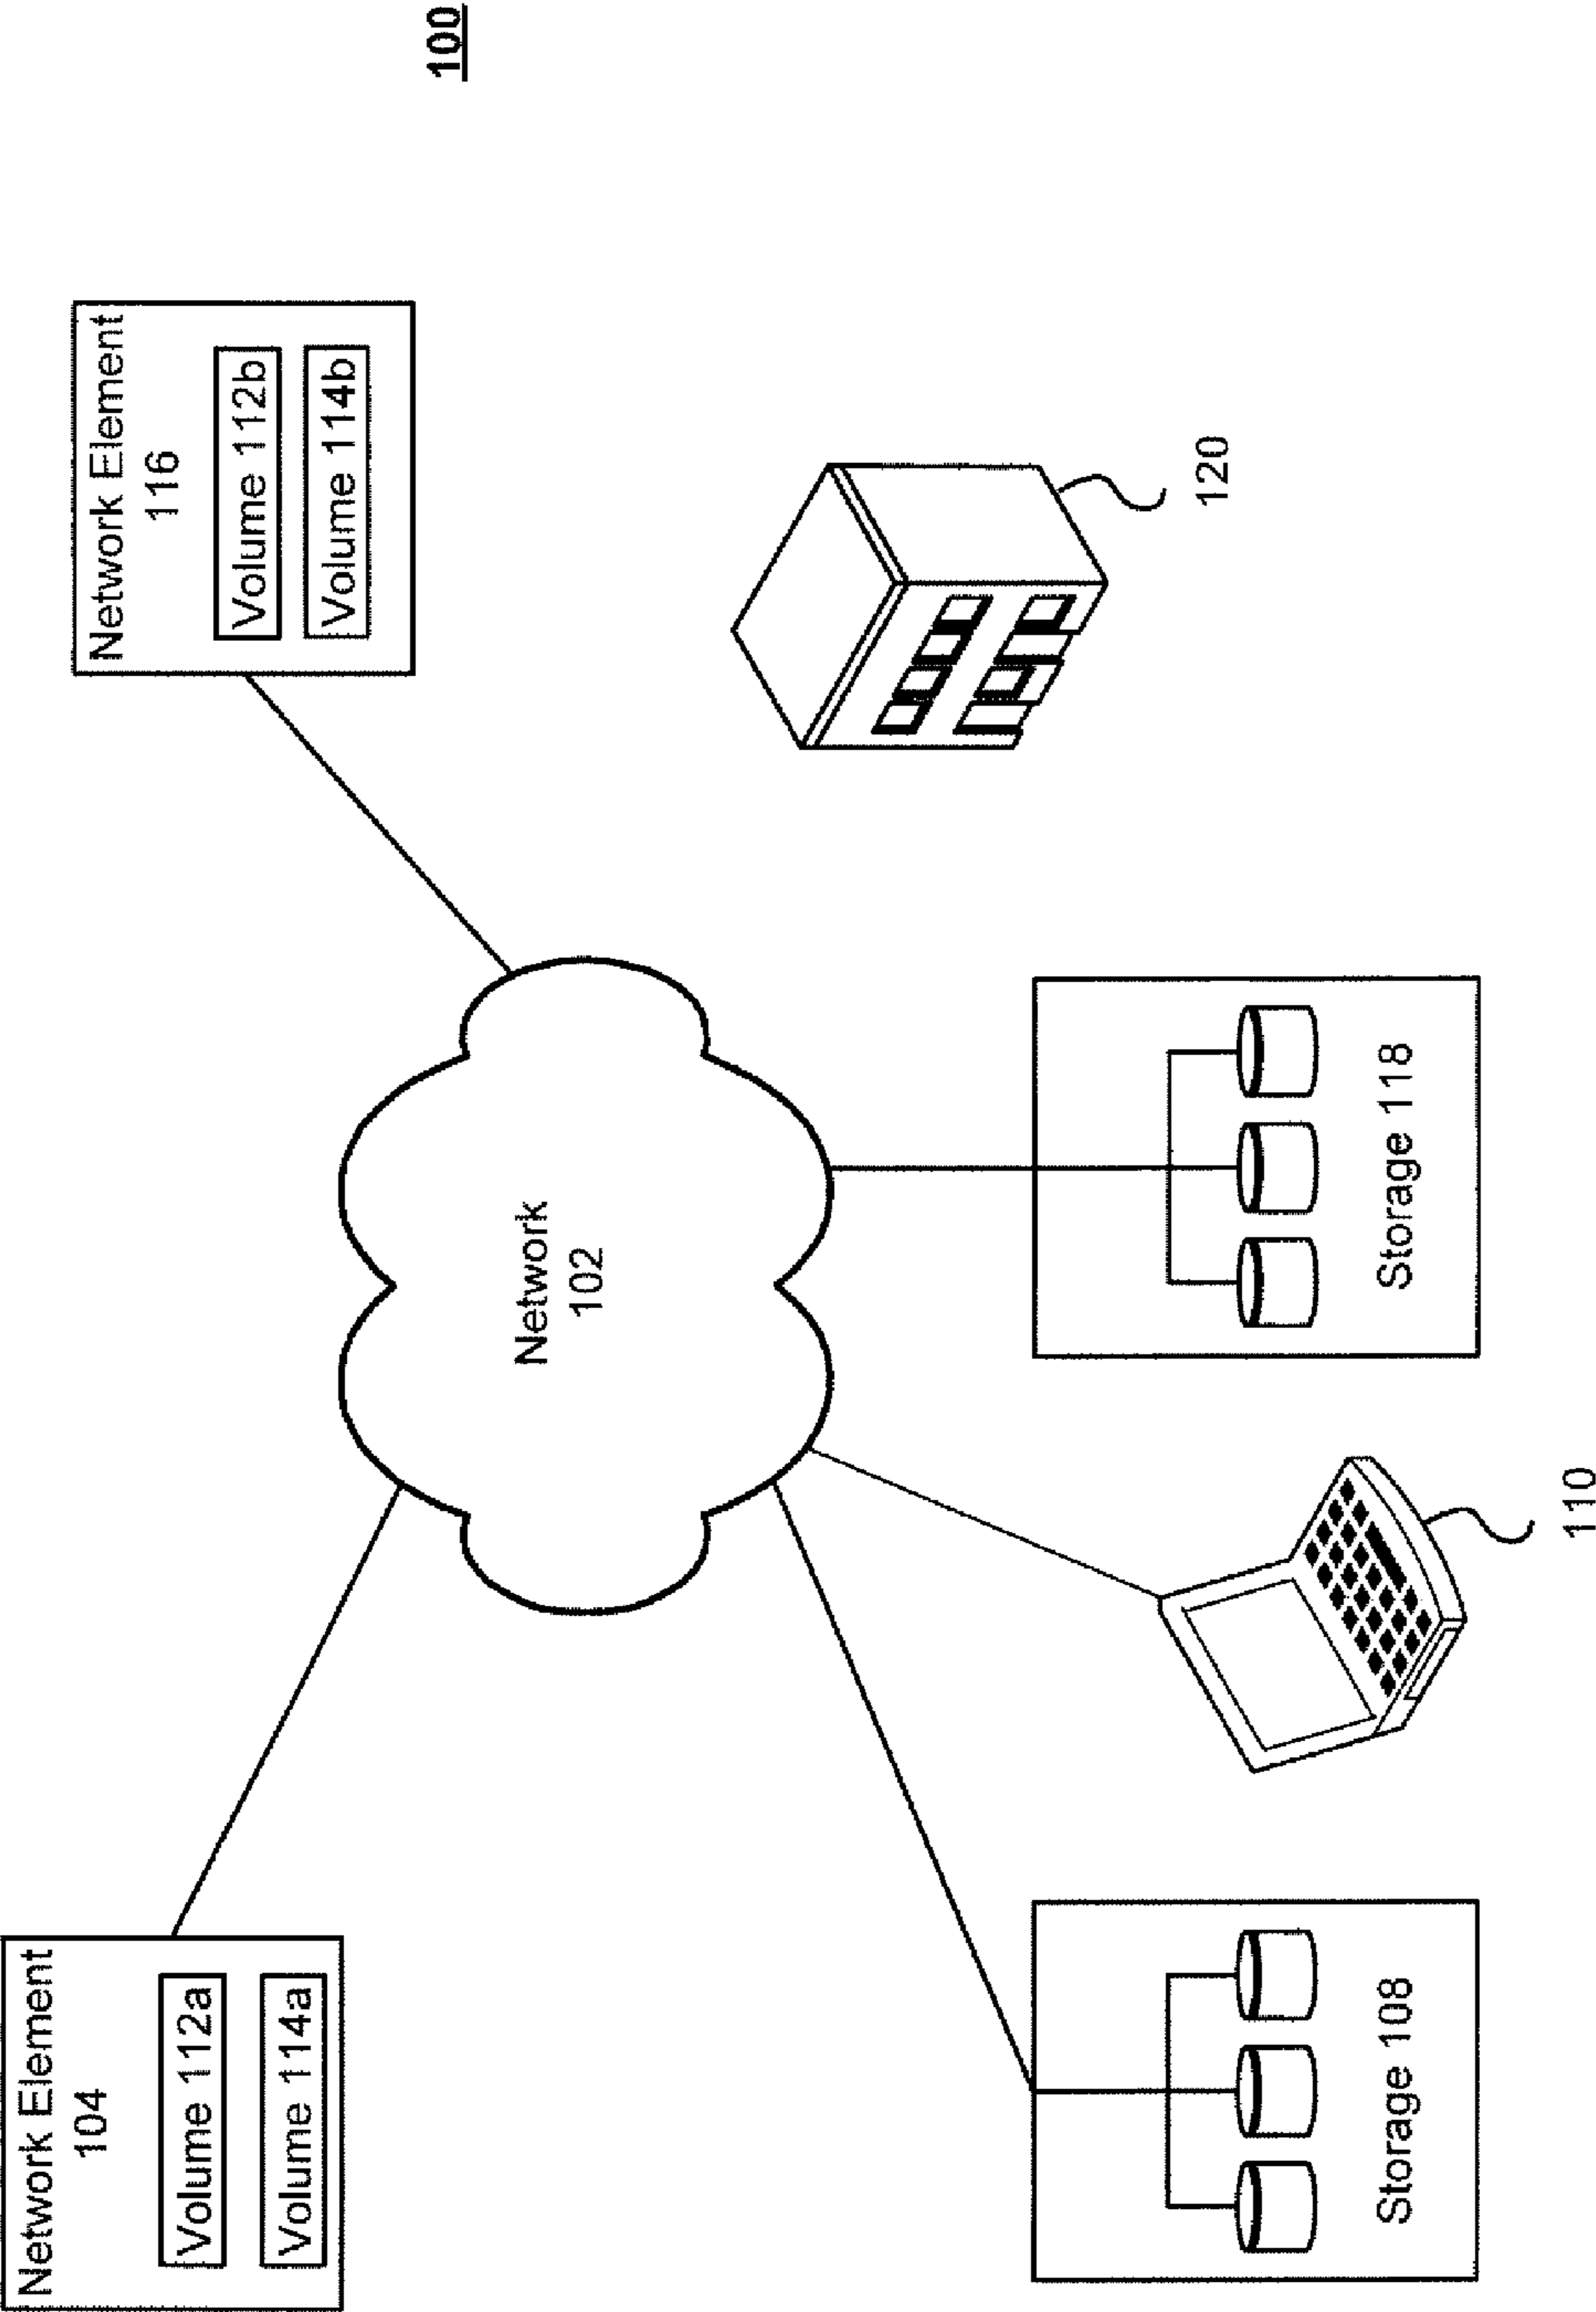 100
Network Element
104
Volume 112a
Volume 114a
Network Element
116
Volume 112b
Volume 114b
Network
102
120
Storage 108
110
Storage 118